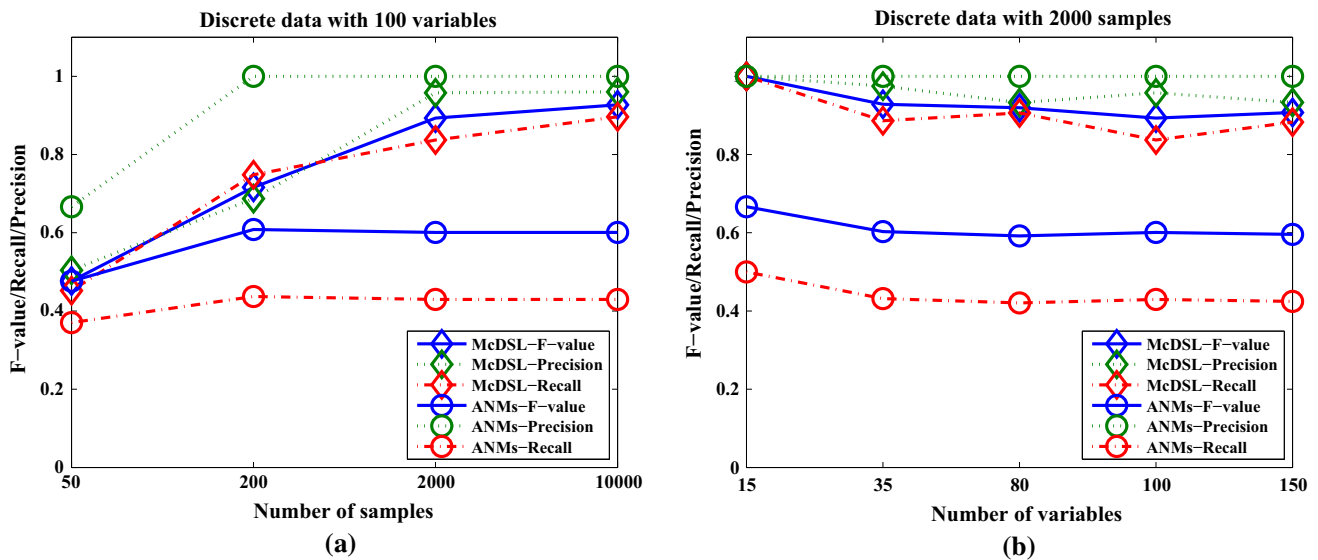 Discrete data with 100 variables
F-value/Recall/Precision
1
0.8
0.6
0.4
0.2
0
50
200
2000
10000
Number of samples
McDSL-F-value
McDSL-Precision
McDSL-Recall
ANMs-F-value
ANMs-Precision
ANMs-Recall
(a)
Discrete data with 2000 samples
F-value/Recall/Precision
1
0.8
0.6
0.4
0.2
0
15
35
80
100
150
Number of variables
McDSL-F-value
McDSL-Precision
McDSL-Recall
ANMs-F-value
ANMs-Precision
ANMs-Recall
(b)